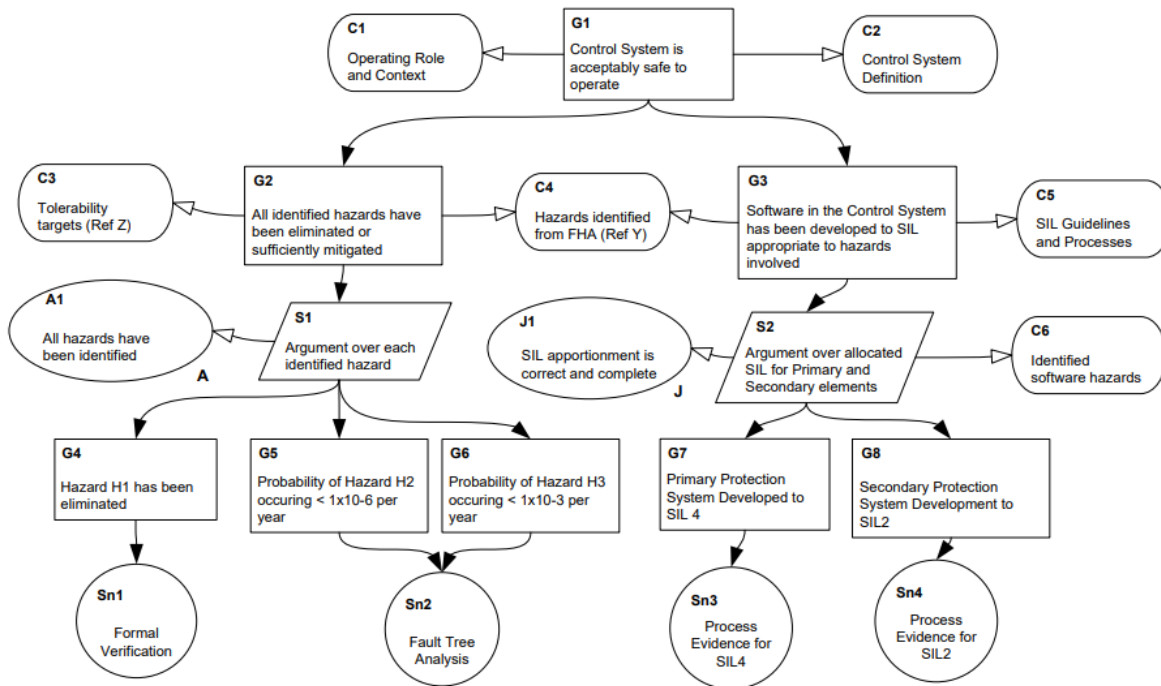 C1
Operating Role
and Context
G1
Control System is
acceptably safe to
operate
C2
Control System
Definition
C3
Tolerability
targets (Ref Z)
G2
All identified hazards have
been eliminated or
sufficiently mitigated
C4
Hazards identified
from FHA (Ref Y)
G3
Software in the Control System
has been developed to SIL
appropriate to hazards
involved
C5
SIL Guidelines
and Processes
A1
All hazards have
been identified
A
S1
Argument over each
identified hazard
J1
SIL apportionment is
correct and complete
J
S2
Argument over allocated
SIL for Primary and
Secondary elements
C6
Identified
software hazards
G4
Hazard H1 has been
eliminated
G5
Probability of Hazard H2
occuring < 1x10-6 per
year
G6
Probability of Hazard H3
occuring < 1x10-3 per
year
G7
Primary Protection
System Developed to
SIL 4
G8
Secondary Protection
System Development to
SIL2
Sn1
Formal
Verification
Sn2
Fault Tree
Analysis
Sn3
Process
Evidence for
SIL4
Sn4
Process
Evidence for
SIL2